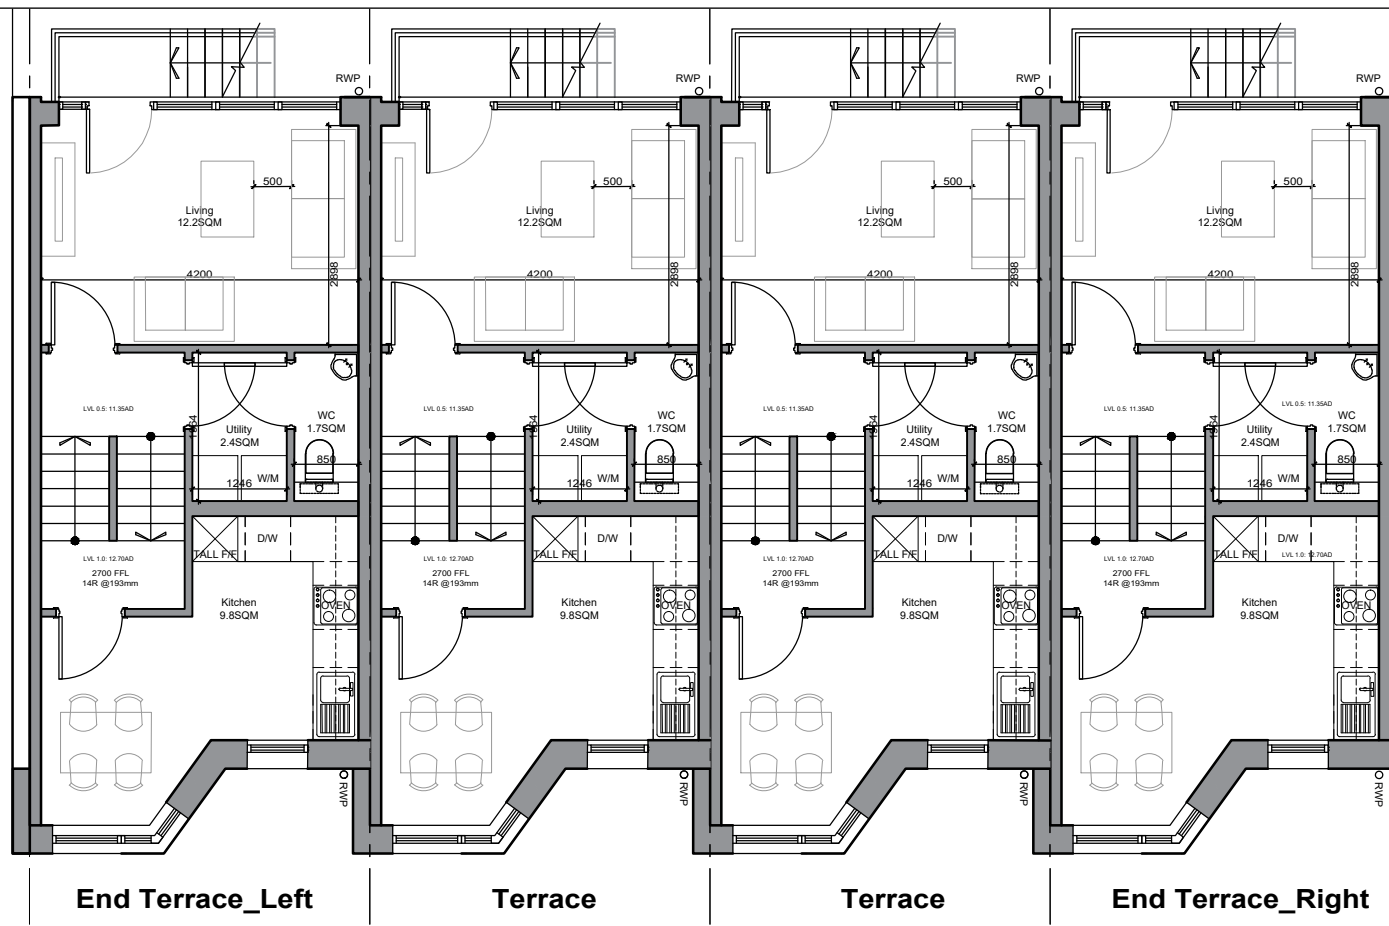 RWP
RWP
RWP
RWP
500
500
500
500
Living
12.2SQM
Living
12.2SQM
Living
12.2SQM
Living
12.2SQM
4200
2898
4200
2898
4200
2898
4200
2898
LVL 0.5: 11.35AD
1964
Utility
2.4SQM
WC
1.7SQM
850
1246
W/M
LVL 0.5: 11.35AD
1964
Utility
2.4SQM
WC
1.7SQM
850
1246
W/M
LVL 0.5: 11.35AD
1964
Utility
2.4SQM
WC
1.7SQM
850
1246
W/M
LVL 0.5: 11.35AD
1964
Utility
2.4SQM
LVL 0.5: 11.35AD
WC
1.7SQM
850
1246
W/M
TALL F/F
D/W
LVL 1.0: 12.70AD
2700 FFL
14R @193mm
Kitchen
9.8SQM
OVEN
TALL F/F
D/W
LVL 1.0: 12.70AD
2700 FFL
14R @193mm
Kitchen
9.8SQM
OVEN
TALL F/F
D/W
LVL 1.0: 12.70AD
2700 FFL
14R @193mm
Kitchen
9.8SQM
OVEN
TALL F/F
D/W
LVL 1.0: 12.70AD
LVL 1.0: 12.70AD
2700 FFL
14R @193mm
Kitchen
9.8SQM
OVEN
RWP
RWP
RWP
RWP
End Terrace_Left
Terrace
Terrace
End Terrace_Right